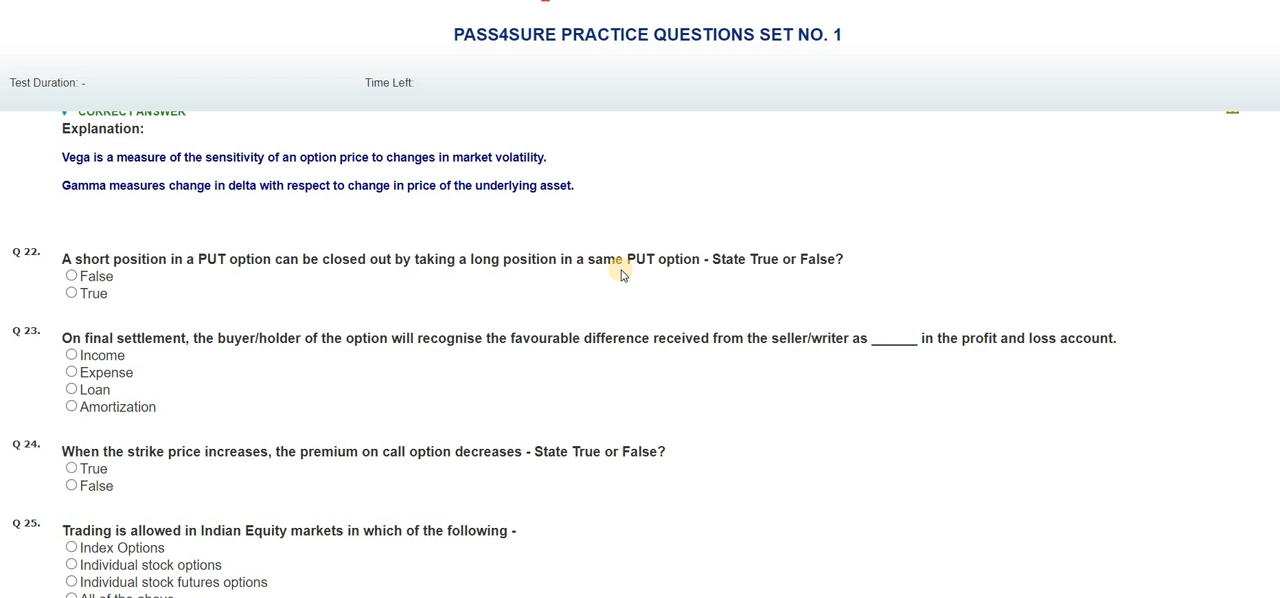 PASS4SURE PRACTICE QUESTIONS SET NO. 1
Test Duration: -
Time Left:
CORRECT ANSWER
Explanation:
Vega is a measure of the sensitivity of an option price to changes in market volatility.
Gamma measures change in delta with respect to change in price of the underlying asset.
Q 22.
A short position in a PUT option can be closed out by taking a long position in a same PUT option - State True or False?
False
True
Q 23.
On final settlement, the buyer/holder of the option will recognise the favourable difference received from the seller/writer as ______ in the profit and loss account.
Income
Expense
Loan
Amortization
Q 24.
When the strike price increases, the premium on call option decreases - State True or False?
True
False
Q 25.
Trading is allowed in Indian Equity markets in which of the following -
Index Options
Individual stock options
Individual stock futures options
All of the above